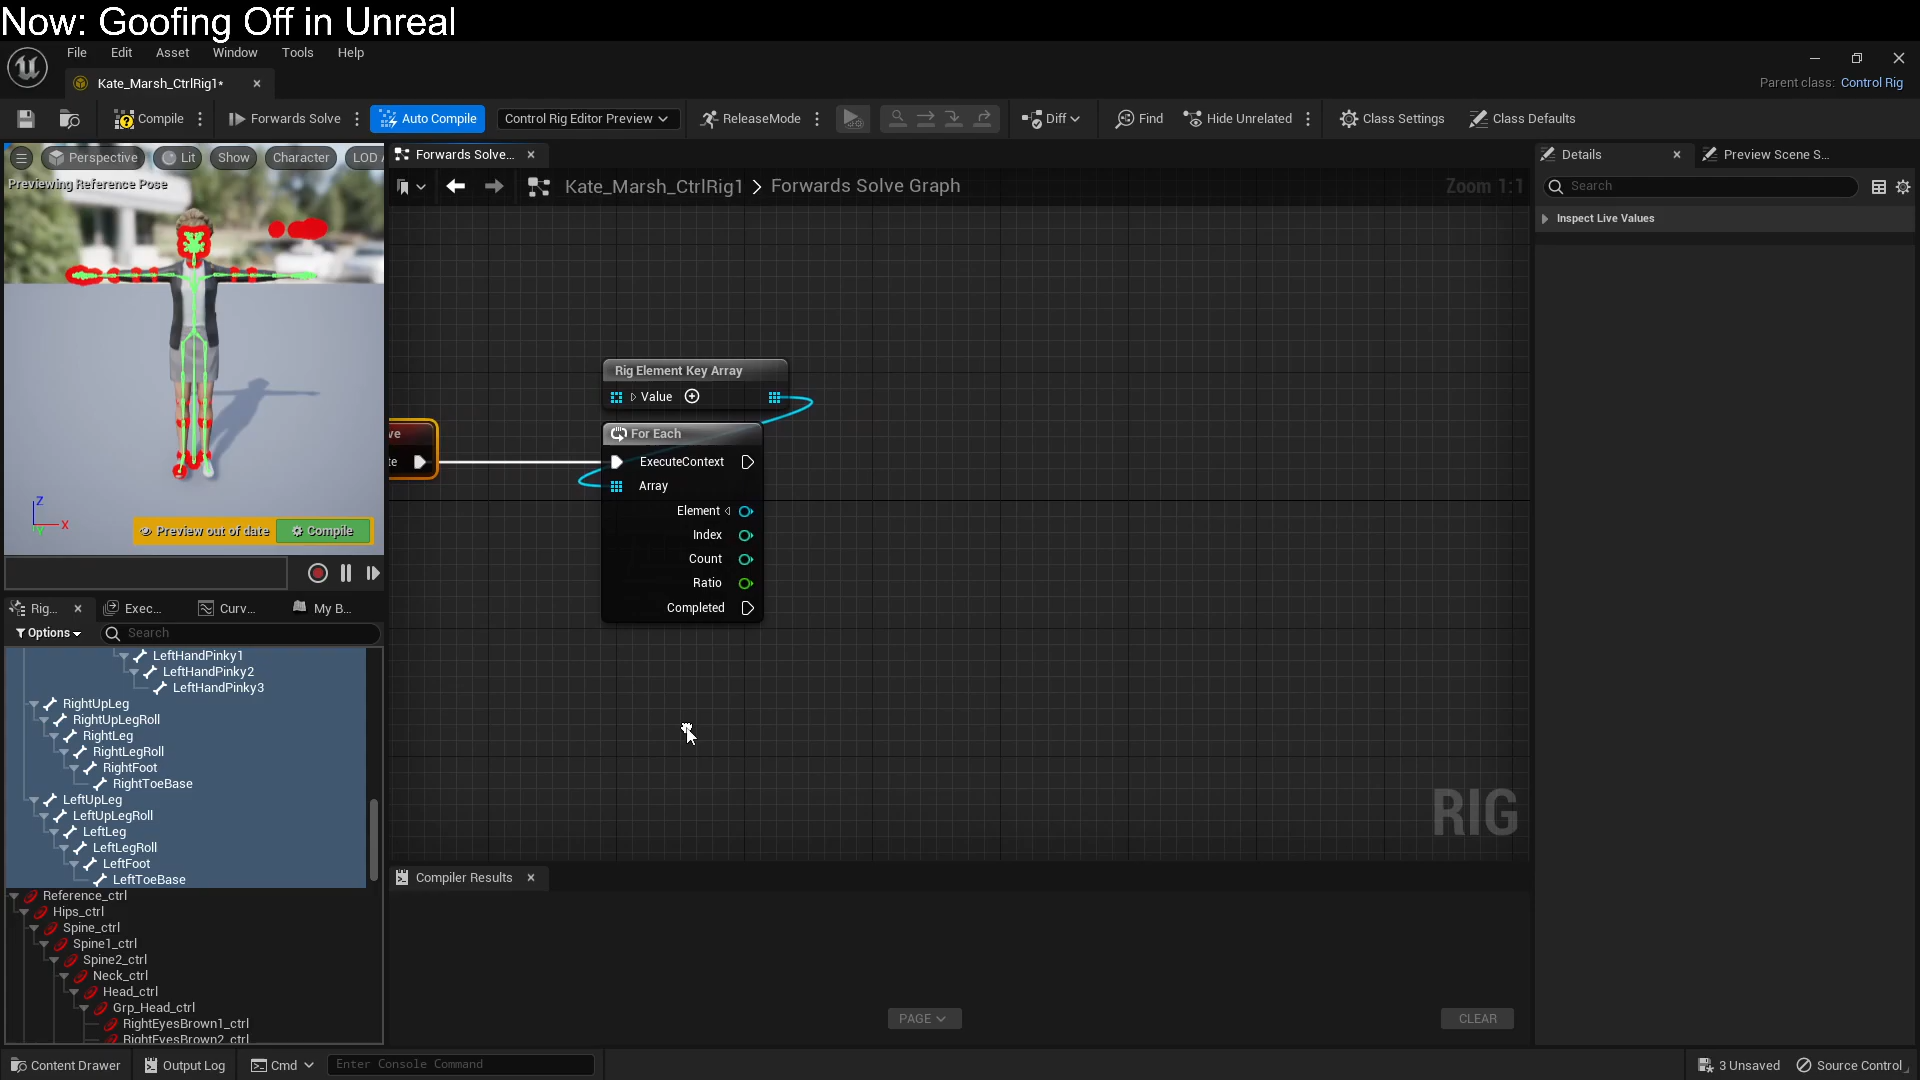 Now: Goofing Off in Unreal
File Edit Asset Window Tools Help
Kate_Marsh_CtrlRig1*
Parent class: Control Rig
Compile Forwards Solve Auto Compile Control Rig Editor Preview ReleaseMode Diff Find Hide Unrelated Class Settings Class Defaults
Perspective Lit Show Character LOD
Previewing Reference Pose
Forwards Solve...
Kate_Marsh_CtrlRig1 > Forwards Solve Graph
Zoom 1:1
Details
Preview Scene S...
Search
Inspect Live Values
Rig Element Key Array
Value
ve
te
For Each
ExecuteContext
Array
Element
Index
Count
Ratio
Completed
RIG
Z
X
Y
Preview out of date Compile
Rig... Exec... Curv... My B...
Options Search
LeftHandPinky1
LeftHandPinky2
LeftHandPinky3
RightUpLeg
RightUpLegRoll
RightLeg
RightLegRoll
RightFoot
RightToeBase
LeftUpLeg
LeftUpLegRoll
LeftLeg
LeftLegRoll
LeftFoot
LeftToeBase
Reference_ctrl
Hips_ctrl
Spine_ctrl
Spine1_ctrl
Spine2_ctrl
Neck_ctrl
Head_ctrl
Grp_Head_ctrl
RightEyesBrown1_ctrl
RightEyesBrown2_ctrl
Compiler Results
PAGE
CLEAR
Content Drawer Output Log Cmd Enter Console Command 3 Unsaved Source Control